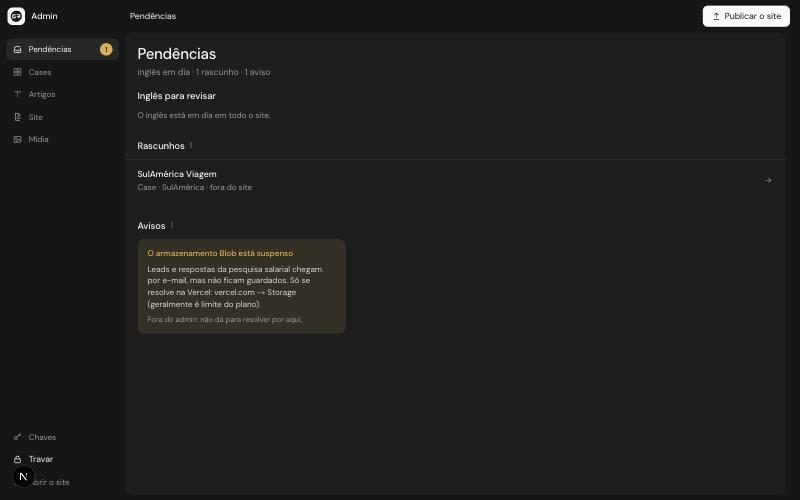 Admin
Pendências
Publicar o site
Pendências
1
Cases
Artigos
Site
Mídia
Pendências
inglês em dia · 1 rascunho · 1 aviso
Inglês para revisar
O inglês está em dia em todo o site.
Rascunhos 1
SulAmérica Viagem
Case · SulAmérica · fora do site
→
Avisos 1
O armazenamento Blob está suspenso
Leads e respostas da pesquisa salarial chegam
por e-mail, mas não ficam guardados. Só se
resolve na Vercel: vercel.com → Storage
(geralmente é limite do plano).
Fora do admin: não dá para resolver por aqui.
Chaves
Travar
N
brir o site